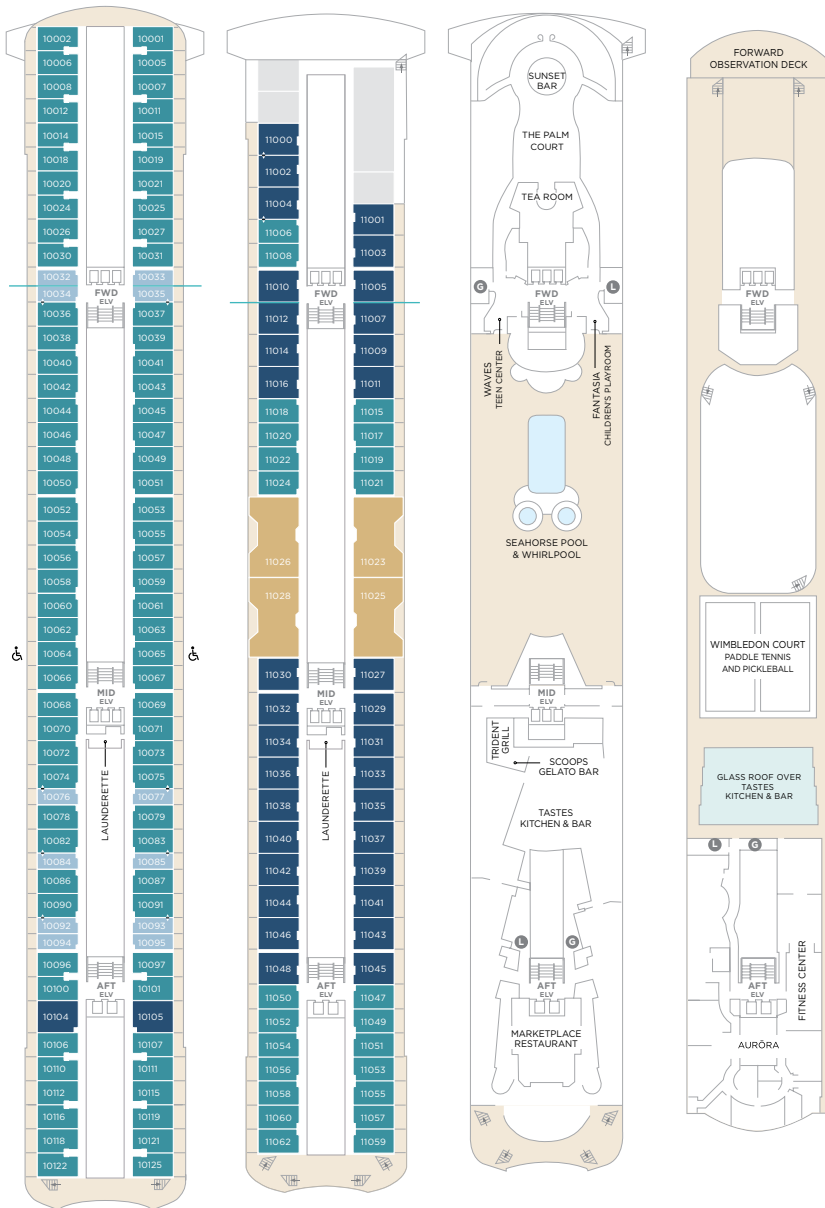 10002
10006
10008
10012
10014
10018
10020
10024
10026
10030
10032
10034
10036
10038
10040
10042
10044
10046
10048
10050
10052
10054
10056
10058
10060
10062
10064
10066
10068
10070
10072
10074
10076
10078
10082
10084
10086
10090
10092
10094
10096
10100
10104
10106
10110
10112
10116
10118
10122
FWD
ELV
MID
ELV
LAUNDERETTE
AFT
ELV
10001
10005
10007
10011
10015
10019
10021
10025
10027
10031
10033
10035
10037
10039
10041
10043
10045
10047
10049
10051
10053
10055
10057
10059
10061
10063
10065
10067
10069
10071
10073
10075
10077
10079
10083
10085
10087
10091
10093
10095
10097
10101
10105
10107
10111
10115
10119
10121
10125
11000
11002
11004
11006
11008
11010
11012
11014
11016
11018
11020
11022
11024
11026
11028
11030
11032
11034
11036
11038
11040
11042
11044
11046
11048
11050
11052
11054
11056
11058
11060
11062
FWD
ELV
MID
ELV
LAUNDERETTE
AFT
ELV
11001
11003
11005
11007
11009
11011
11015
11017
11019
11021
11023
11025
11027
11029
11031
11033
11035
11037
11039
11041
11043
11045
11047
11049
11051
11053
11055
11057
11059
SUNSET
BAR
THE PALM
COURT
TEA ROOM
G
L
FWD
ELV
WAVES
TEEN CENTER
FANTASIA
CHILDREN'S PLAYROOM
SEAHORSE POOL
& WHIRLPOOL
MID
ELV
TRIDENT
GRILL
SCOOPS
GELATO BAR
TASTES
KITCHEN & BAR
L
G
AFT
ELV
MARKETPLACE
RESTAURANT
FORWARD
OBSERVATION DECK
FWD
ELV
WIMBLEDON COURT
PADDLE TENNIS
AND PICKLEBALL
GLASS ROOF OVER
TASTES
KITCHEN & BAR
L
G
FITNESS CENTER
AFT
ELV
AURŌRA